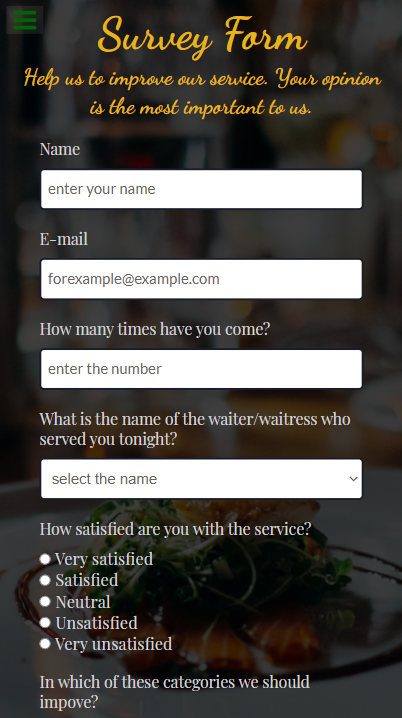 Survey Form
Help us to improve our service. Your opinion
is the most important to us.
Name
enter your name
E-mail
forexample@example.com
How many times have you come?
enter the number
What is the name of the waiter/waitress who
served you tonight?
select the name
How satisfied are you with the service?
Very satisfied
Satisfied
Neutral
Unsatisfied
Very unsatisfied
In which of these categories we should
impove?